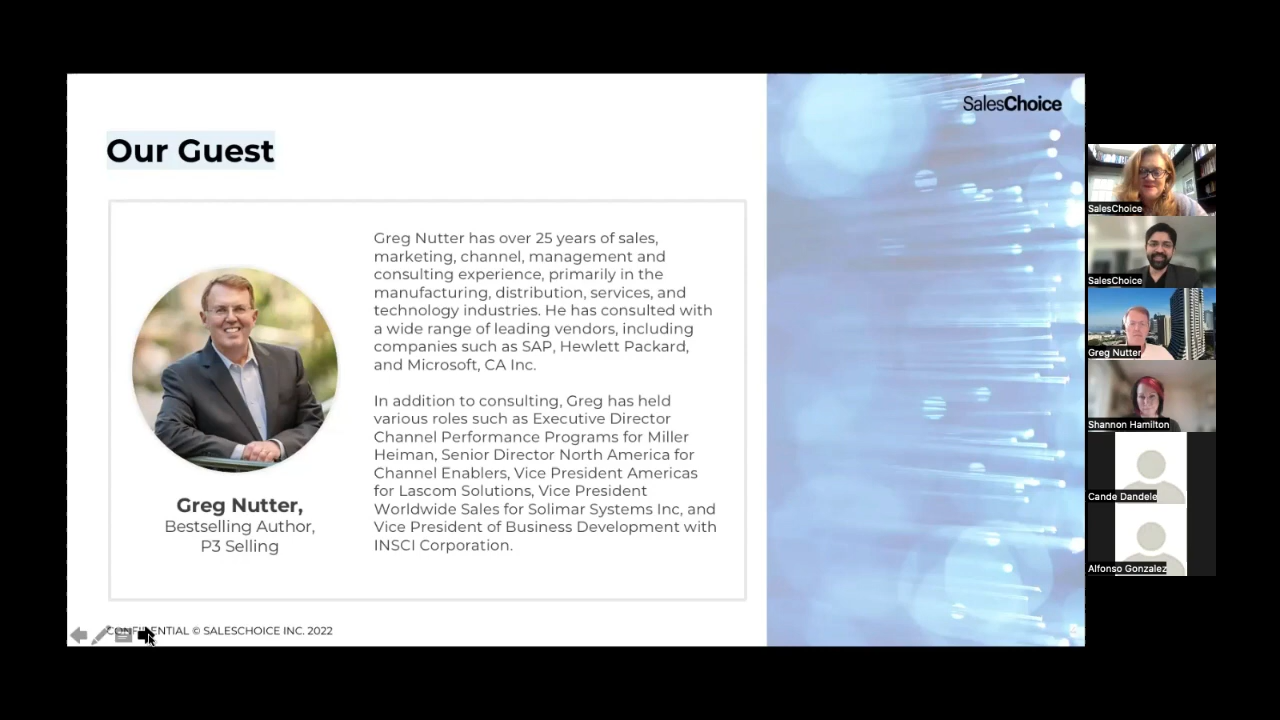 SalesChoice
Our Guest
Greg Nutter has over 25 years of sales,
marketing, channel, management and
consulting experience, primarily in the
manufacturing, distribution, services, and
technology industries. He has consulted with
a wide range of leading vendors, including
companies such as SAP, Hewlett Packard,
and Microsoft, CA Inc.
In addition to consulting, Greg has held
various roles such as Executive Director
Channel Performance Programs for Miller
Heiman, Senior Director North America for
Channel Enablers, Vice President Americas
for Lascom Solutions, Vice President
Worldwide Sales for Solimar Systems Inc, and
Vice President of Business Development with
INSCI Corporation.
Greg Nutter,
Bestselling Author,
P3 Selling
CONFIDENTIAL © SALESCHOICE INC. 2022
SalesChoice
SalesChoice
Greg Nutter
Shannon Hamilton
Cande Dandele
Alfonso Gonzalez